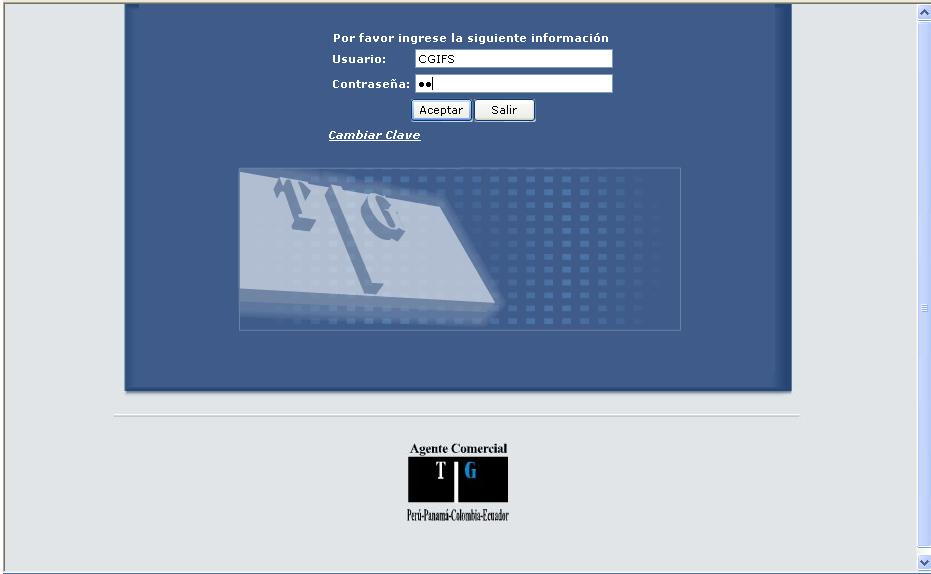 Por favor ingrese la siguiente información
Usuario: CGIFS
Contraseña: ●●
Aceptar Salir
Cambiar Clave
T G
Agente Comercial
T G
Perú-Panamá-Colombia-Ecuador